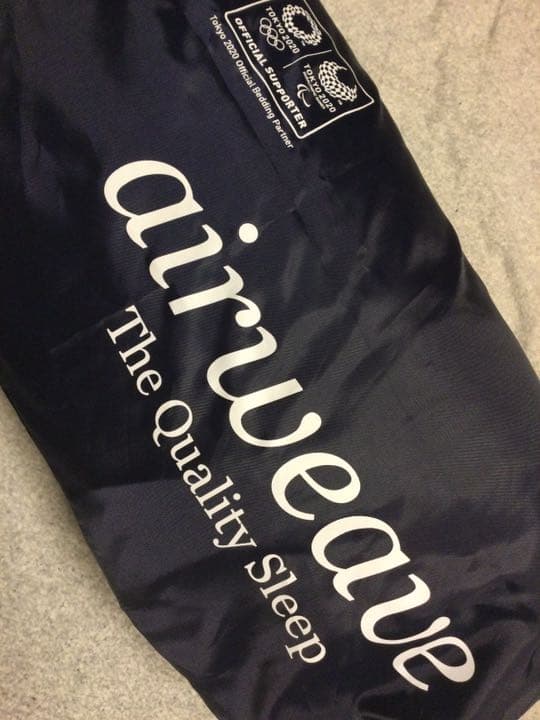 TOKYO 2020
TOKYO 2020
OFFICIAL SUPPORTER
Tokyo 2020 Official Bedding Partner
airweave
The Quality Sleep